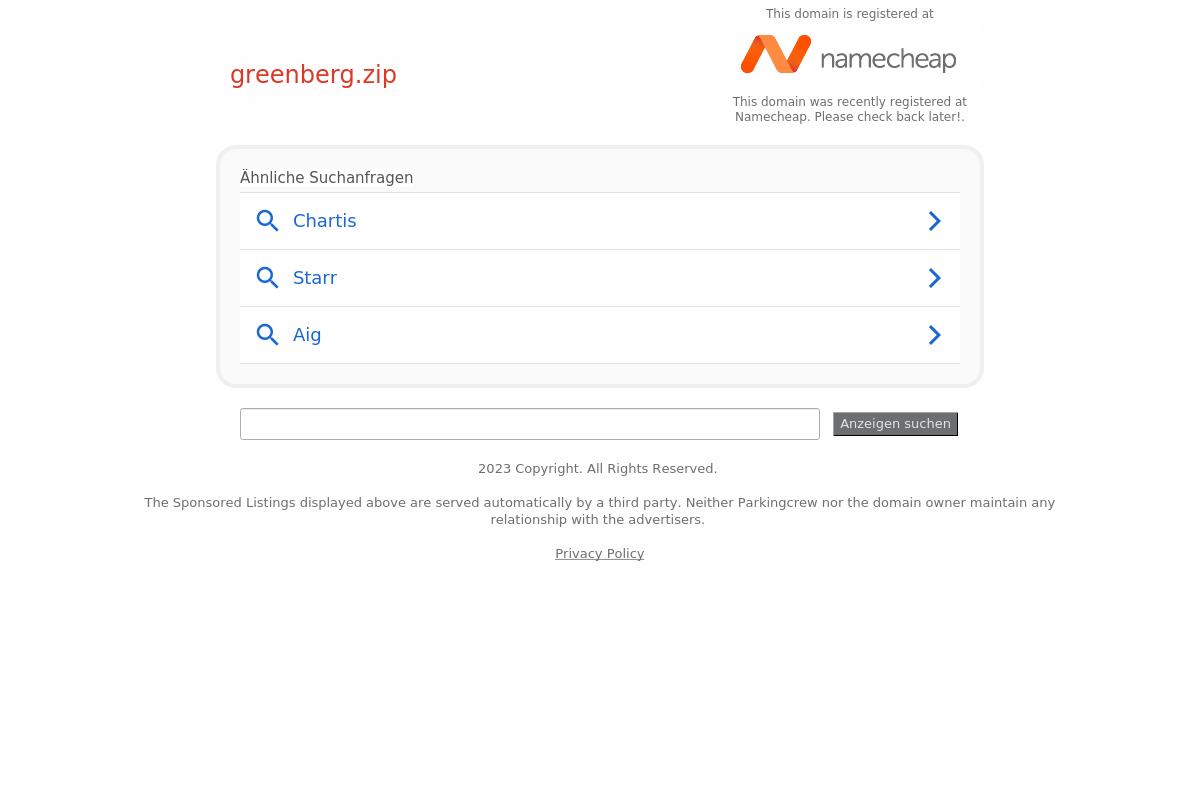 This domain is registered at
namecheap
greenberg.zip
This domain was recently registered at
Namecheap. Please check back later!.
Ähnliche Suchanfragen
Chartis
Starr
Aig
Anzeigen suchen
2023 Copyright. All Rights Reserved.
The Sponsored Listings displayed above are served automatically by a third party. Neither Parkingcrew nor the domain owner maintain any
relationship with the advertisers.
Privacy Policy